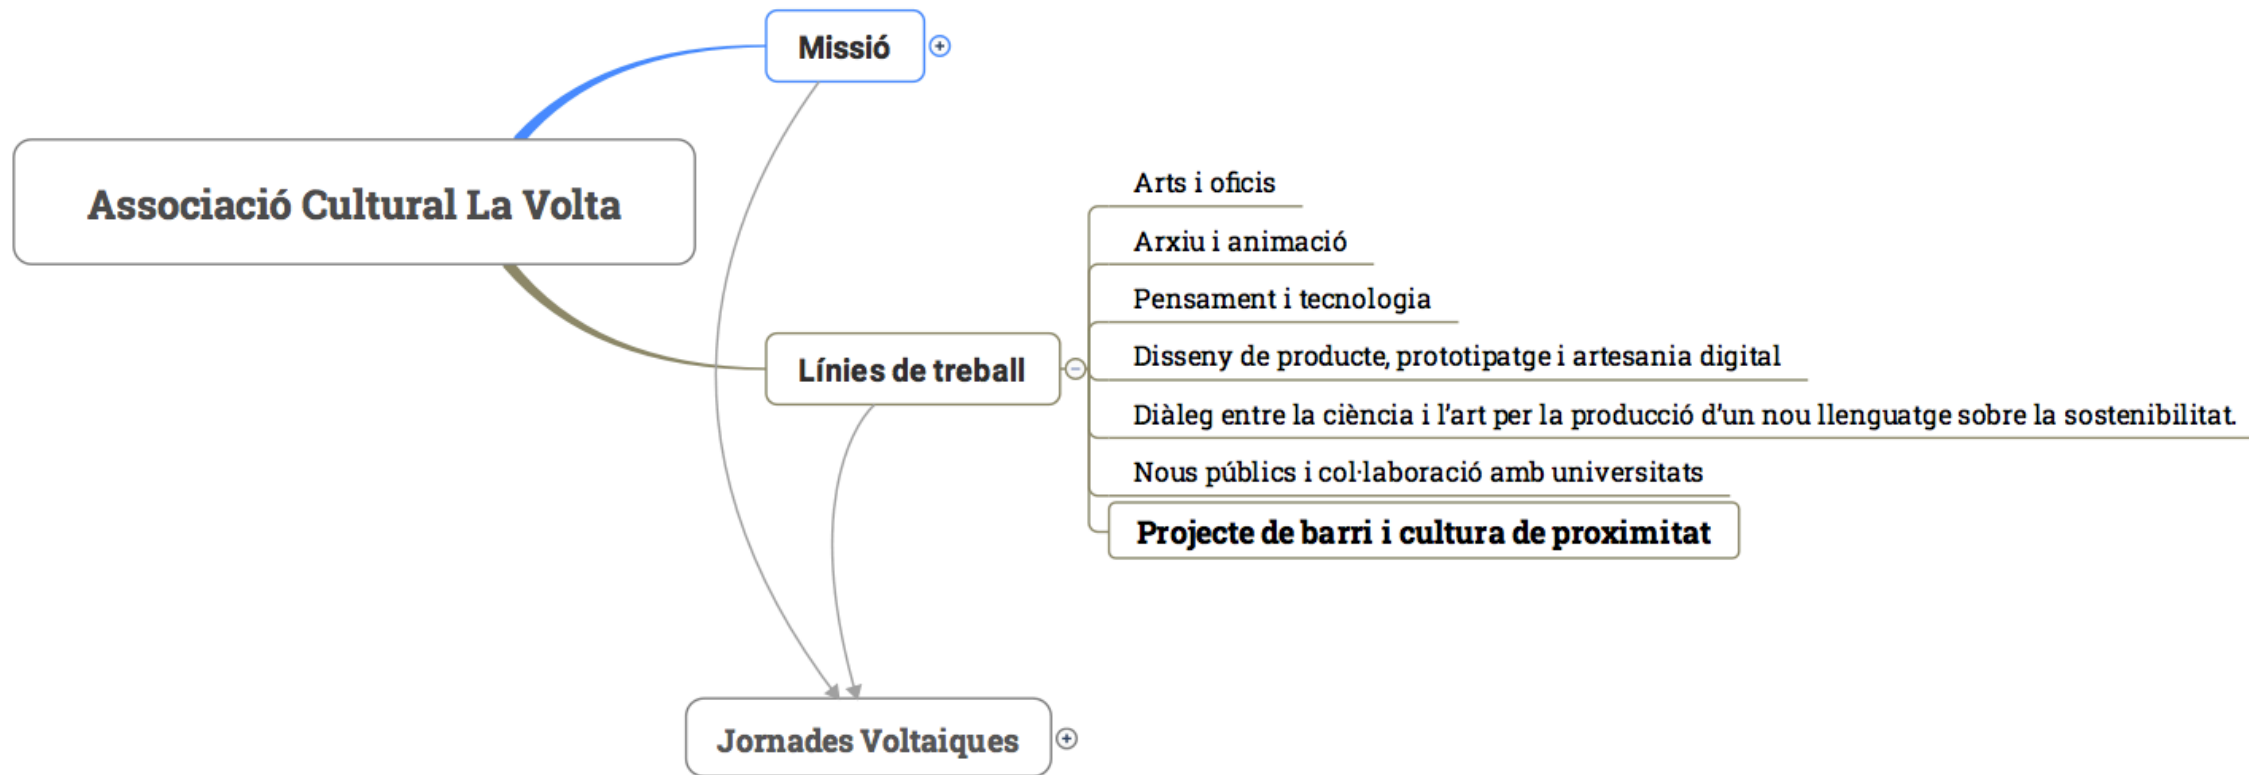 Missió
Associació Cultural La Volta
Arts i oficis
Arxiu i animació
Pensament i tecnologia
Disseny de producte, prototipatge i artesania digital
Línies de treball
Diàleg entre la ciència i l'art per la producció d'un nou llenguatge sobre la sostenibilitat.
Nous públics i col·laboració amb universitats
Projecte de barri i cultura de proximitat
Jornades Voltaiques